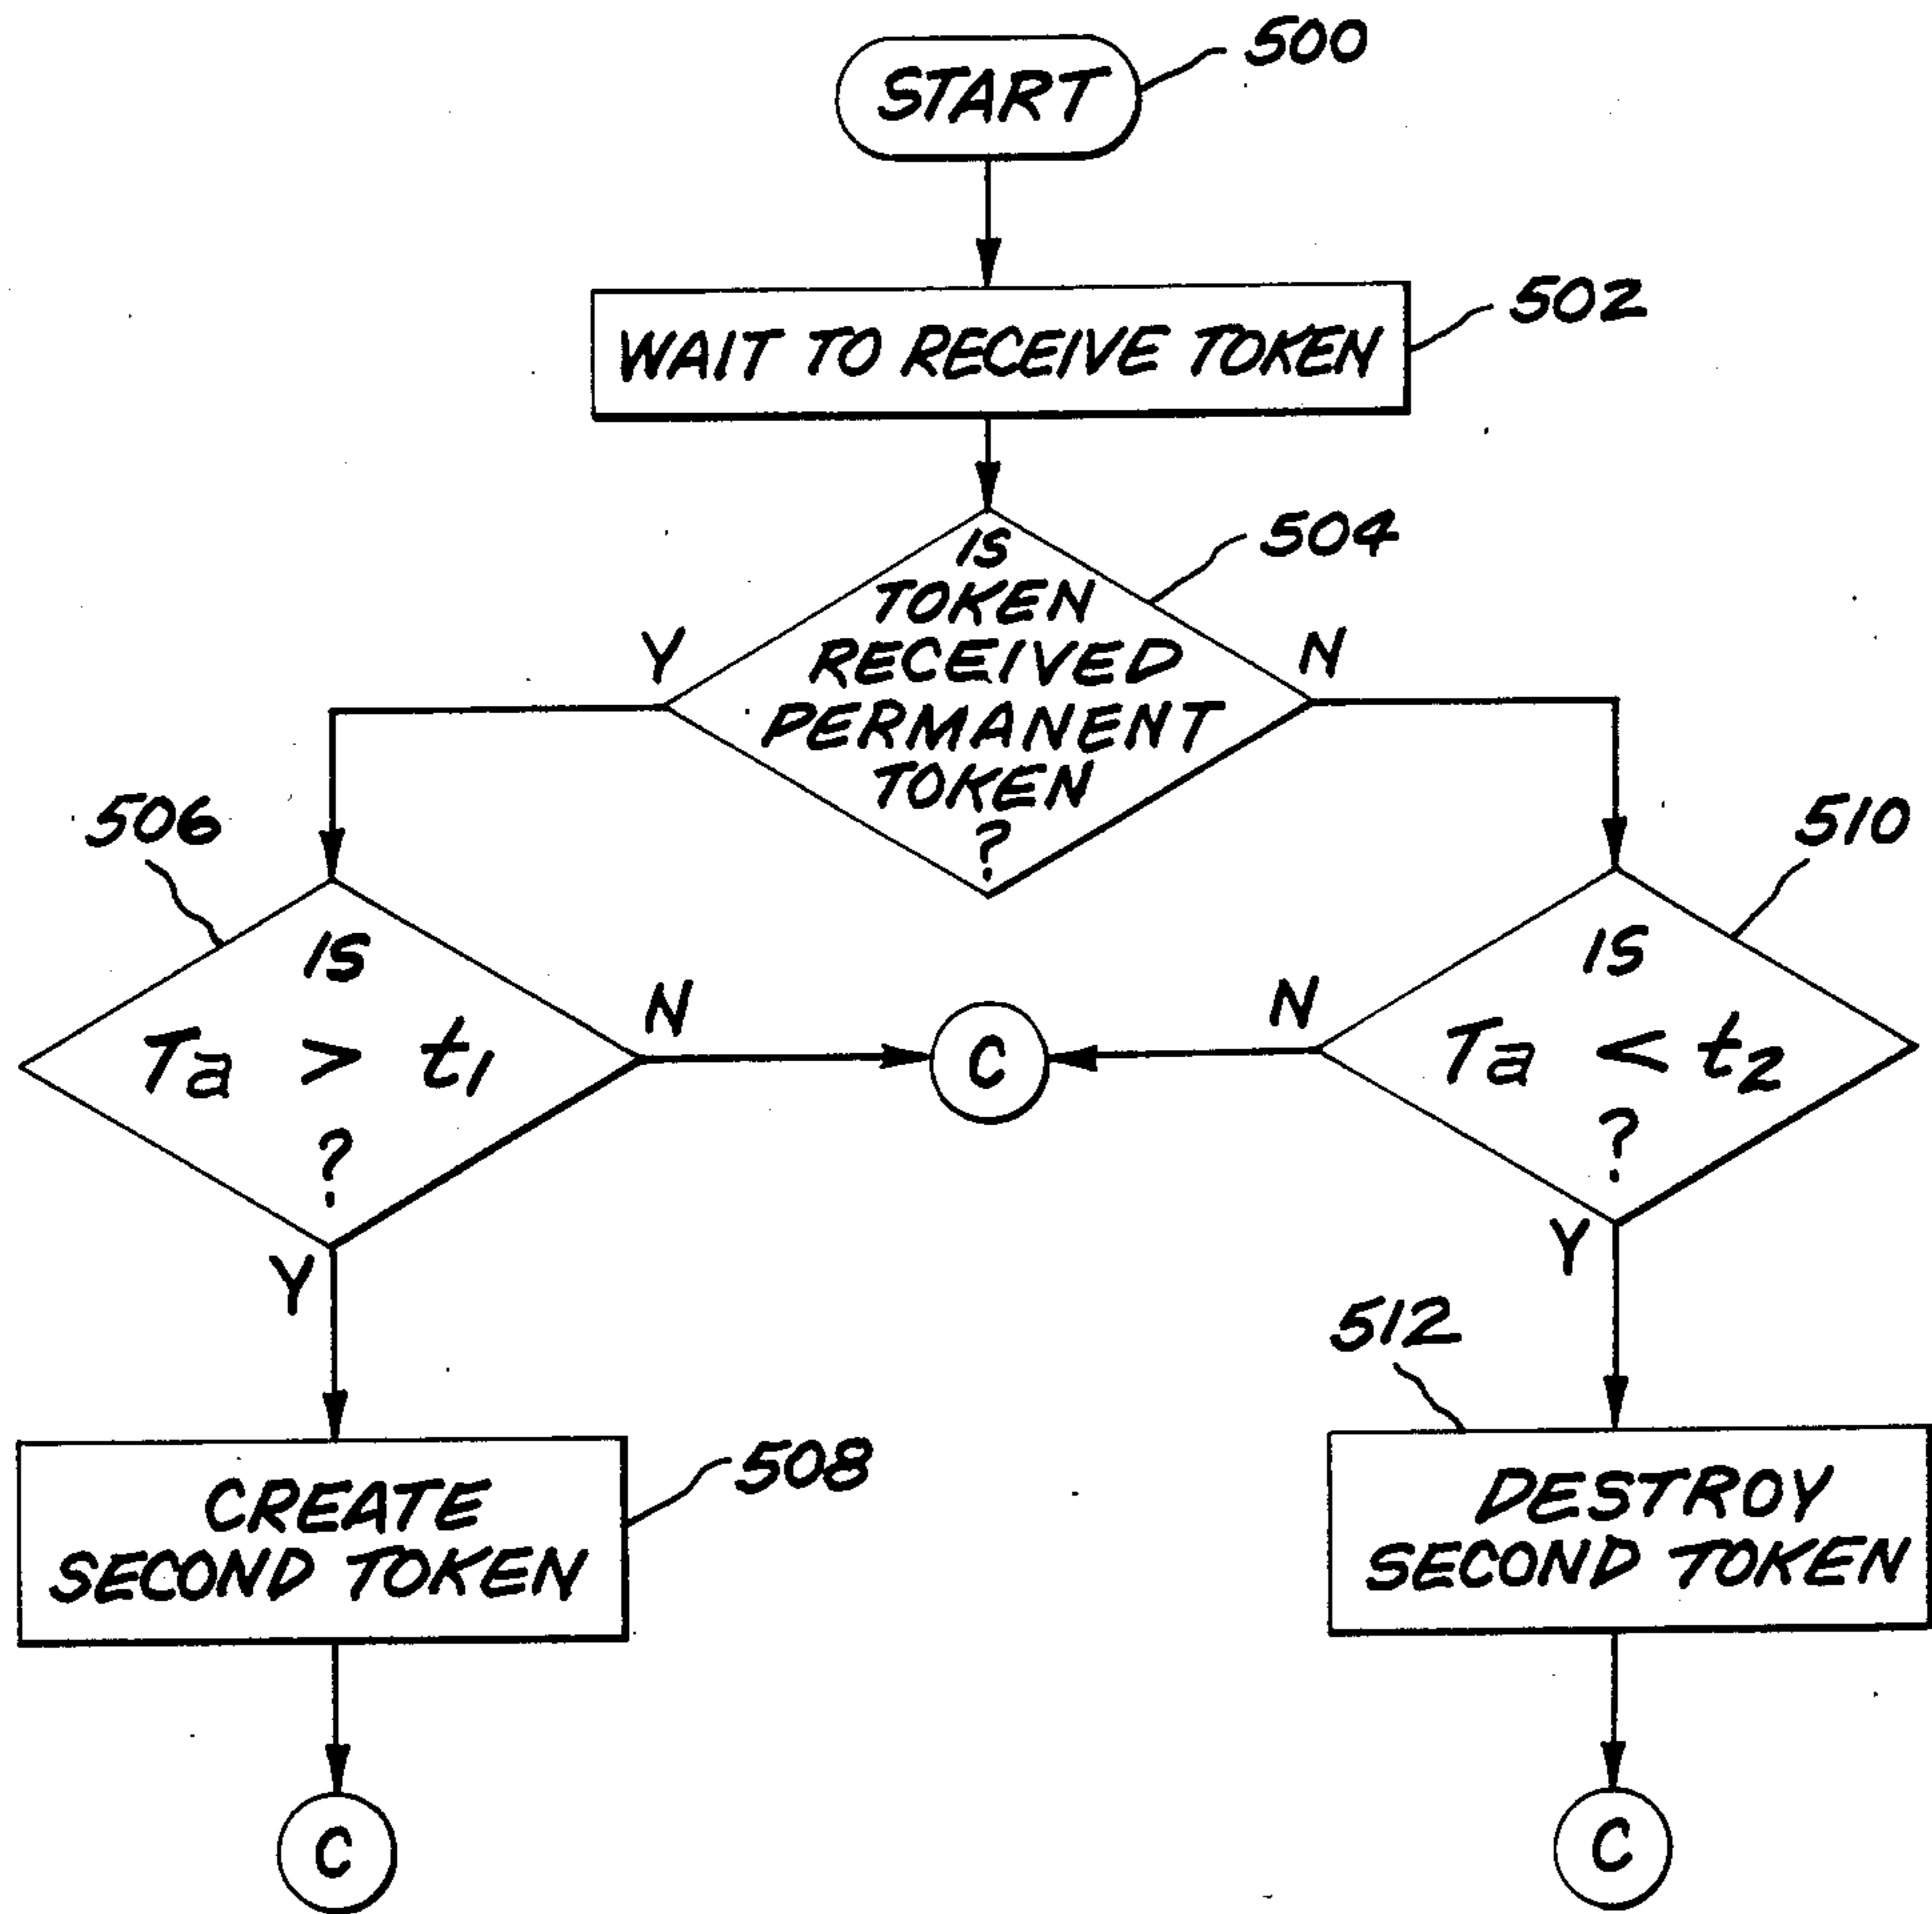 START
500
WAIT TO RECEIVE TOKEN
502
IS
TOKEN
RECEIVED
PERMANENT
TOKEN
?
504
Y
N
506
IS
Ta > t1
?
N
Y
C
510
IS
Ta < t2
?
N
Y
CREATE
SECOND TOKEN
508
512
DESTROY
SECOND TOKEN
C
C